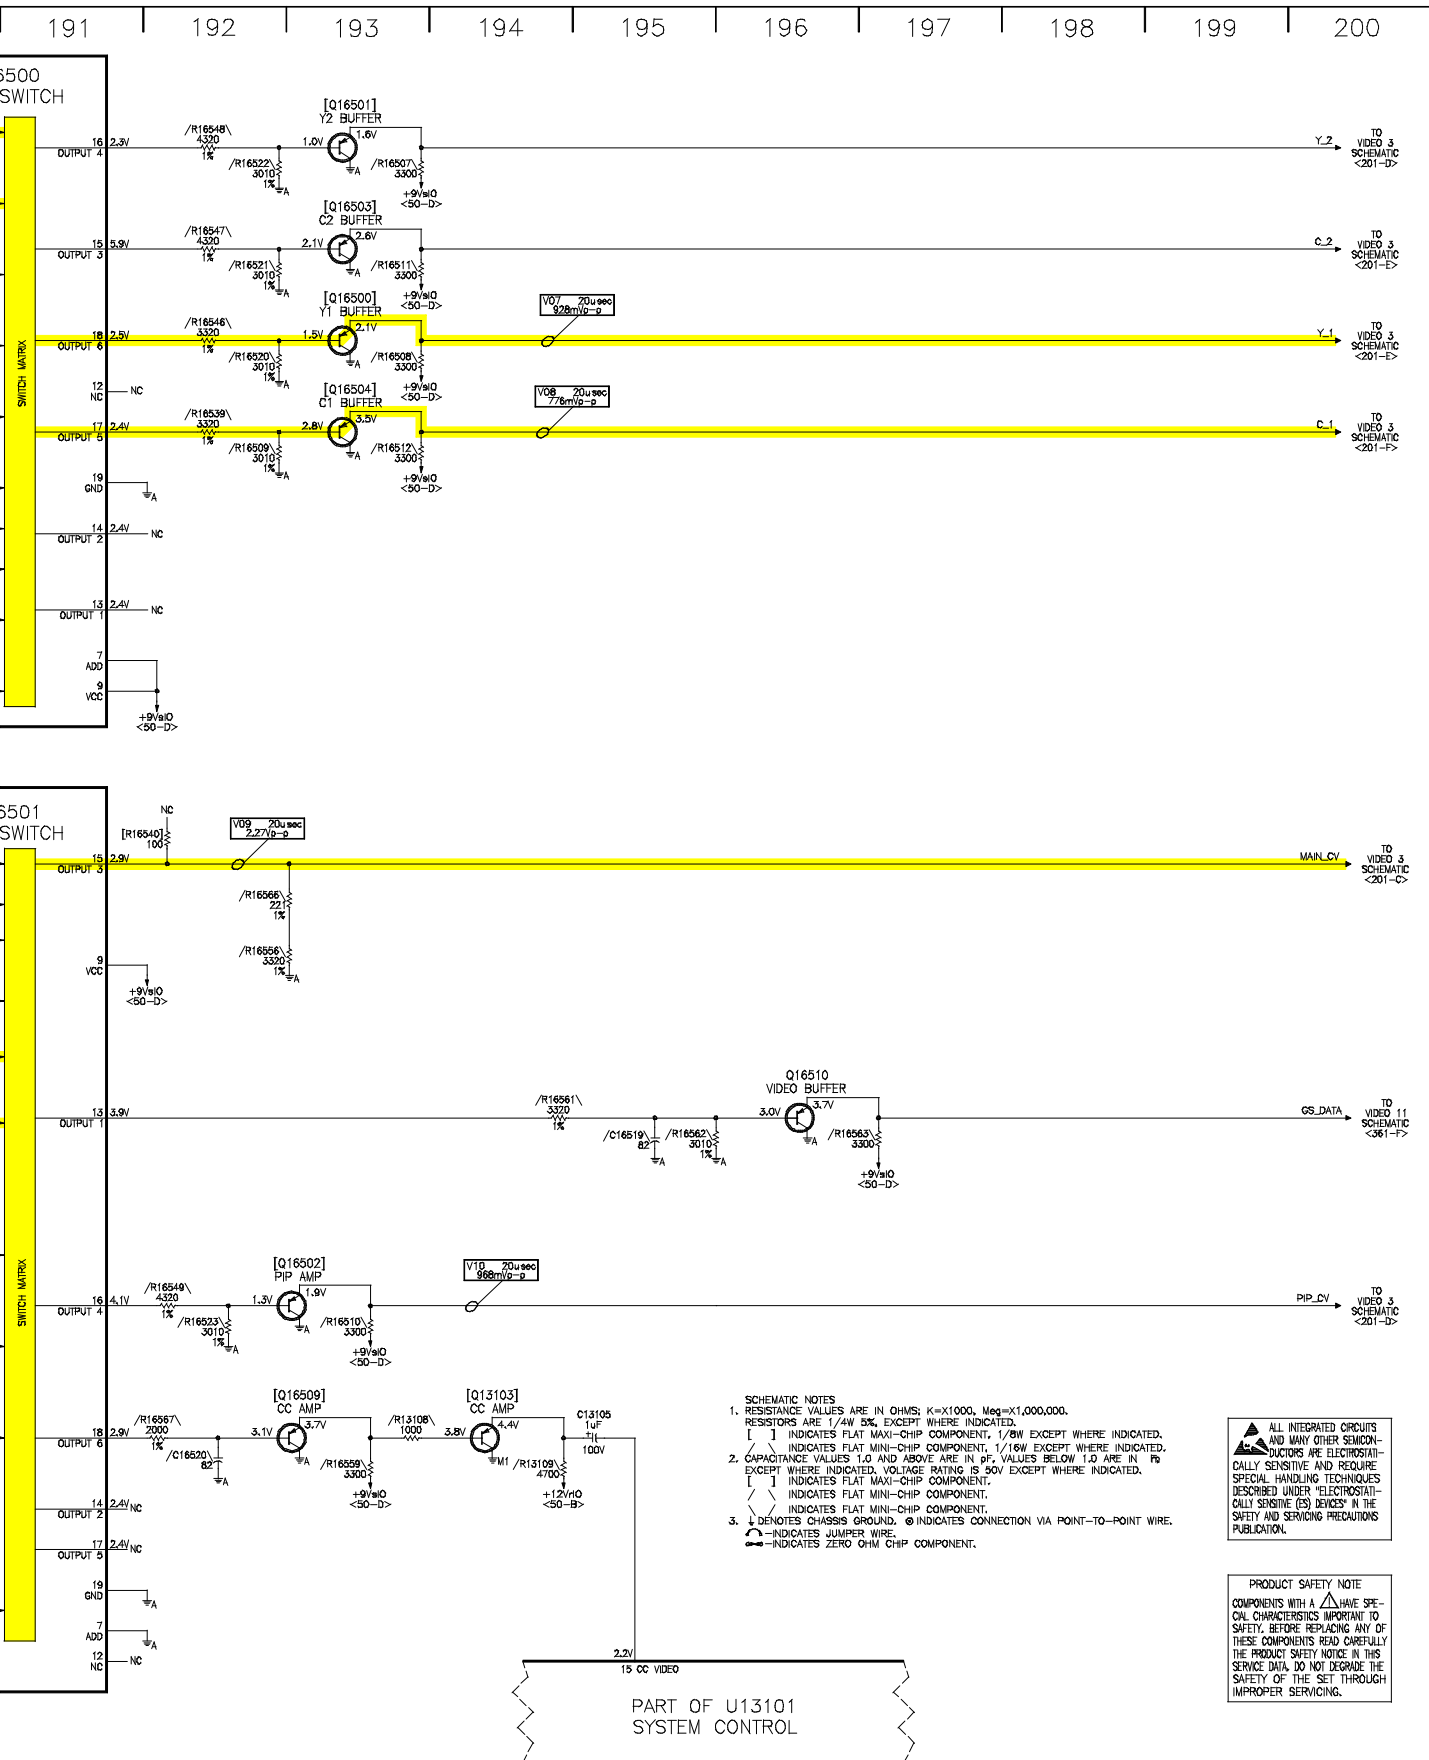 191 192 193 194 195 196 197 198 199 200
6500
SWITCH
SWITCH MATRIX
16 2.3V
OUTPUT 4
/R16548\
4320
1%
/R16522\
3010
1%
A
[Q16501]
Y2 BUFFER
1.0V
1.6V
A
/R16507\
3300
+9VsIO
<50-D>
Y_2
TO
VIDEO 3
SCHEMATIC
<201-D>
15 5.9V
OUTPUT 3
/R16547\
4320
1%
/R16521\
3010
1%
A
[Q16503]
C2 BUFFER
2.1V
2.6V
A
/R16511\
3300
+9VsIO
<50-D>
C_2
TO
VIDEO 3
SCHEMATIC
<201-E>
18 2.5V
OUTPUT 6
/R16546\
3320
1%
/R16520\
3010
1%
A
[Q16500]
Y1 BUFFER
1.5V
2.1V
A
/R16508\
3300
+9VsIO
<50-D>
V07 20usec
928mVp-p
Y_1
TO
VIDEO 3
SCHEMATIC
<201-E>
12
NC
NC
17 2.4V
OUTPUT 5
/R16539\
3320
1%
/R16509\
3010
1%
A
[Q16504]
C1 BUFFER
2.8V
3.5V
A
/R16512\
3300
+9VsIO
<50-D>
V08 20usec
776mVp-p
C_1
TO
VIDEO 3
SCHEMATIC
<201-F>
19
GND
A
14 2.4V
OUTPUT 2
NC
13 2.4V
OUTPUT 1
NC
7
ADD
9
VCC
+9VsIO
<50-D>
6501
SWITCH
SWITCH MATRIX
NC
[R16540]
100
15 2.9V
OUTPUT 3
V09 20usec
2.27Vp-p
/R16566\
221
1%
/R16556\
3320
1%
A
MAIN_CV
TO
VIDEO 3
SCHEMATIC
<201-C>
9
VCC
+9VsIO
<50-D>
13 3.9V
OUTPUT 1
/R16561\
3320
1%
/C16519\
82
A
/R16562\
3010
1%
A
Q16510
VIDEO BUFFER
3.0V
3.7V
A
/R16563\
3300
+9VsIO
<50-D>
GS_DATA
TO
VIDEO 11
SCHEMATIC
<361-F>
16 4.1V
OUTPUT 4
/R16549\
4320
1%
/R16523\
3010
1%
A
[Q16502]
PIP AMP
1.3V
1.9V
A
/R16510\
3300
+9VsIO
<50-D>
V10 20usec
968mVp-p
PIP_CV
TO
VIDEO 3
SCHEMATIC
<201-D>
18 2.9V
OUTPUT 6
/R16567\
2000
1%
/C16520\
82
A
[Q16509]
CC AMP
3.1V
3.7V
A
/R16559\
3300
+9VsIO
<50-D>
/R13108\
1000
[Q13103]
CC AMP
3.8V
4.4V
M1
/R13109\
4700
+12VrIO
<50-B>
C13105
1uF
+
100V
14 2.4V
OUTPUT 2
NC
17 2.4V
OUTPUT 5
NC
19
GND
A
7
ADD
A
12
NC
NC
2.2V
15 CC VIDEO
PART OF U13101
SYSTEM CONTROL
SCHEMATIC NOTES
1. RESISTANCE VALUES ARE IN OHMS; K=X1000, Meg=X1,000,000.
RESISTORS ARE 1/4W 5%, EXCEPT WHERE INDICATED.
[ ] INDICATES FLAT MAXI-CHIP COMPONENT, 1/8W EXCEPT WHERE INDICATED.
/ \ INDICATES FLAT MINI-CHIP COMPONENT, 1/16W EXCEPT WHERE INDICATED.
2. CAPACITANCE VALUES 1.0 AND ABOVE ARE IN pF, VALUES BELOW 1.0 ARE IN
EXCEPT WHERE INDICATED. VOLTAGE RATING IS 50V EXCEPT WHERE INDICATED.
[ ] INDICATES FLAT MAXI-CHIP COMPONENT.
/ \ INDICATES FLAT MINI-CHIP COMPONENT.
\ / INDICATES FLAT MINI-CHIP COMPONENT.
3. DENOTES CHASSIS GROUND. INDICATES CONNECTION VIA POINT-TO-POINT WIRE.
-INDICATES JUMPER WIRE.
-INDICATES ZERO OHM CHIP COMPONENT.
ALL INTEGRATED CIRCUITS
AND MANY OTHER SEMICON-
DUCTORS ARE ELECTROSTATI-
CALLY SENSITIVE AND REQUIRE
SPECIAL HANDLING TECHNIQUES
DESCRIBED UNDER "ELECTROSTATI-
CALLY SENSITIVE (ES) DEVICES" IN THE
SAFETY AND SERVICING PRECAUTIONS
PUBLICATION.
PRODUCT SAFETY NOTE
COMPONENTS WITH A ⚠ HAVE SPE-
CIAL CHARACTERISTICS IMPORTANT TO
SAFETY. BEFORE REPLACING ANY OF
THESE COMPONENTS READ CAREFULLY
THE PRODUCT SAFETY NOTICE IN THIS
SERVICE DATA. DO NOT DEGRADE THE
SAFETY OF THE SET THROUGH
IMPROPER SERVICING.